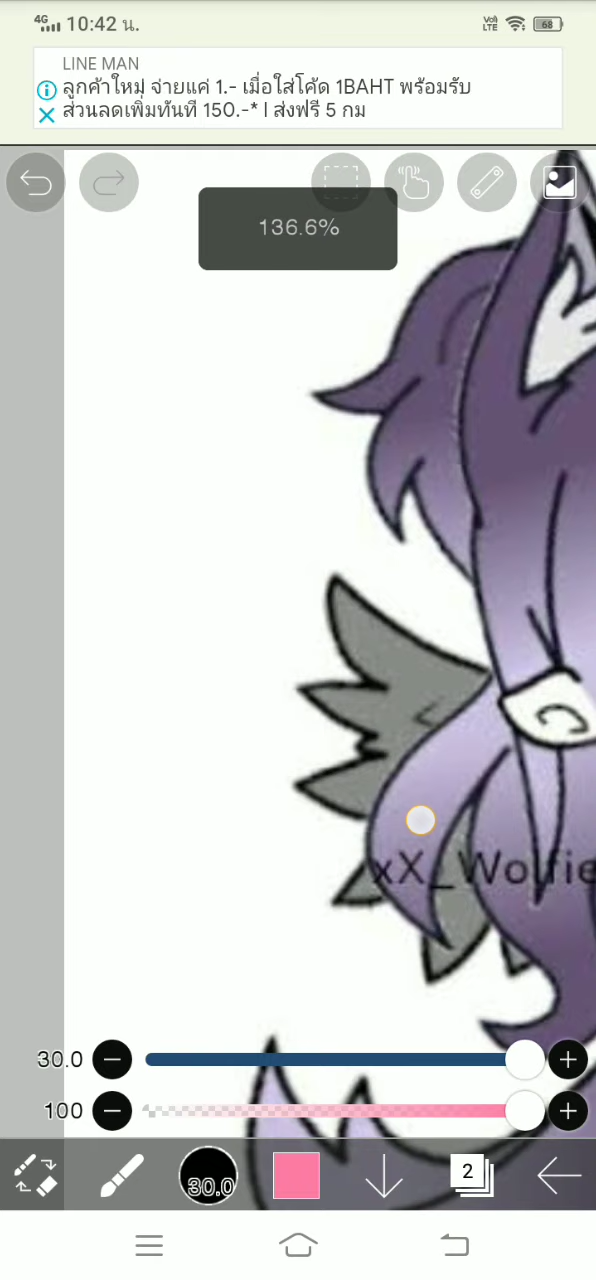 4G 10:42 น. Vo) LTE 68
LINE MAN
ลูกค้าใหม่ จ่ายแค่ 1.- เมื่อใส่โค้ด 1BAHT พร้อมรับ
ส่วนลดเพิ่มทันที 150.-* l ส่งฟรี 5 กม
136.6%
xX_Wolfie
30.0
100
30.0
2